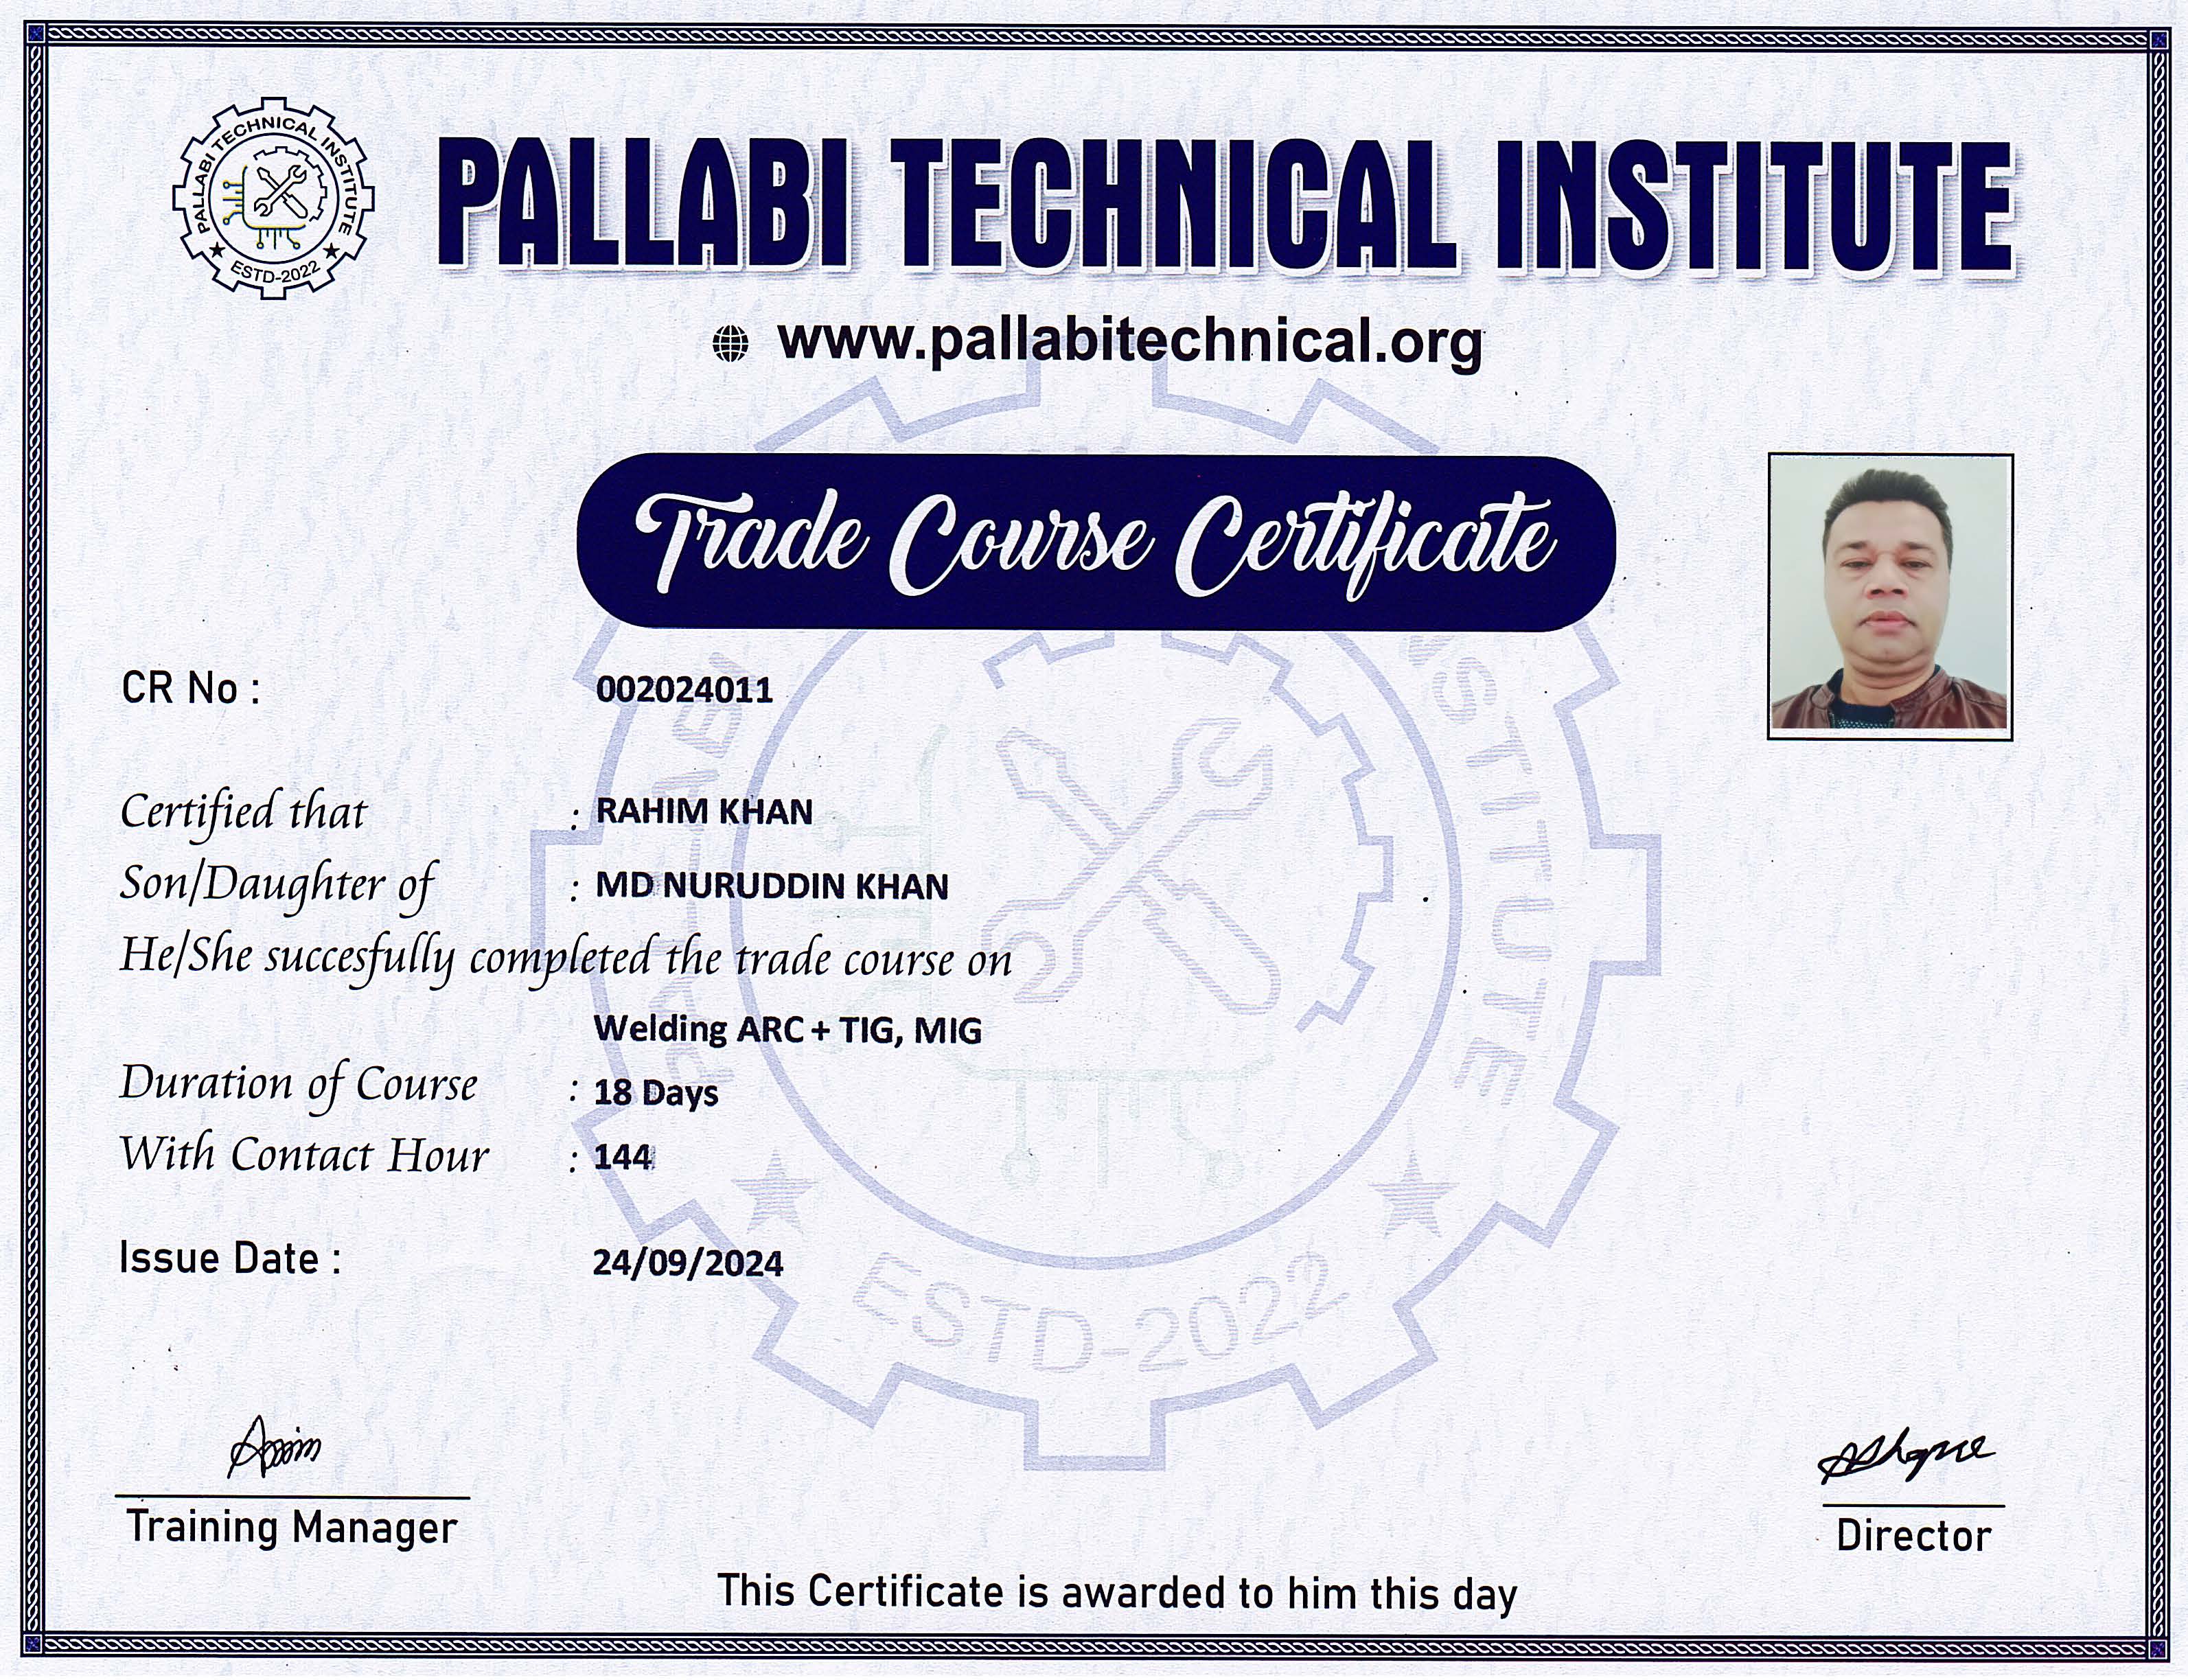 PALLABI TECHNICAL INSTITUTE
★ ESTD-2022 ★
PALLABI TECHNICAL INSTITUTE
www.pallabitechnical.org
Trade Course Certificate
CR No : 002024011
Certified that : RAHIM KHAN
Son/Daughter of : MD NURUDDIN KHAN
He/She succesfully completed the trade course on
Welding ARC + TIG, MIG
Duration of Course : 18 Days
With Contact Hour : 144
Issue Date : 24/09/2024
ESTD-2022
Training Manager
Director
This Certificate is awarded to him this day